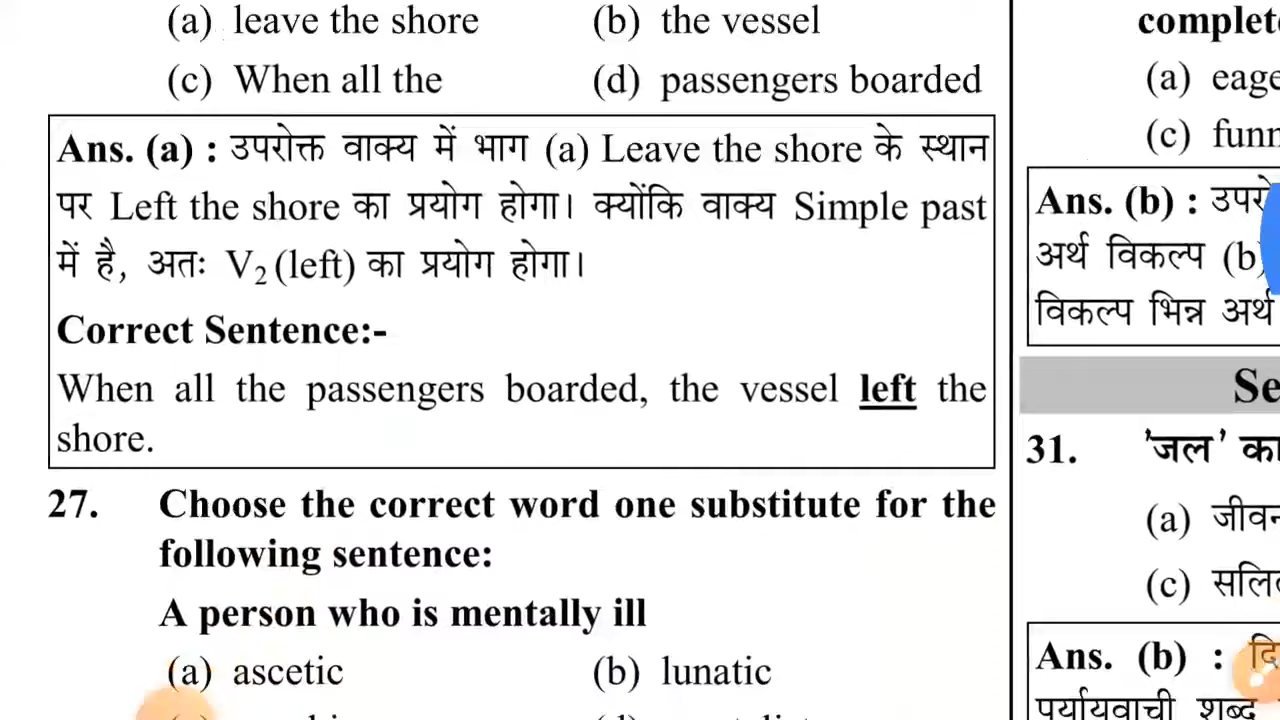 (a) leave the shore (b) the vessel
(c) When all the (d) passengers boarded
Ans. (a) : उपरोक्त वाक्य में भाग (a) Leave the shore के स्थान
पर Left the shore का प्रयोग होगा। क्योंकि वाक्य Simple past
में है, अतः V₂ (left) का प्रयोग होगा।
Correct Sentence:-
When all the passengers boarded, the vessel left the
shore.
27. Choose the correct word one substitute for the
following sentence:
A person who is mentally ill
(a) ascetic (b) lunatic
(a)
(c)
Ans. (b) :
अर्थ विकल्प (b)
विकल्प भिन्न अर्थ
31. 'जल' का
(a)
(c)
Ans. (b) :
पर्यायवाची शब्द